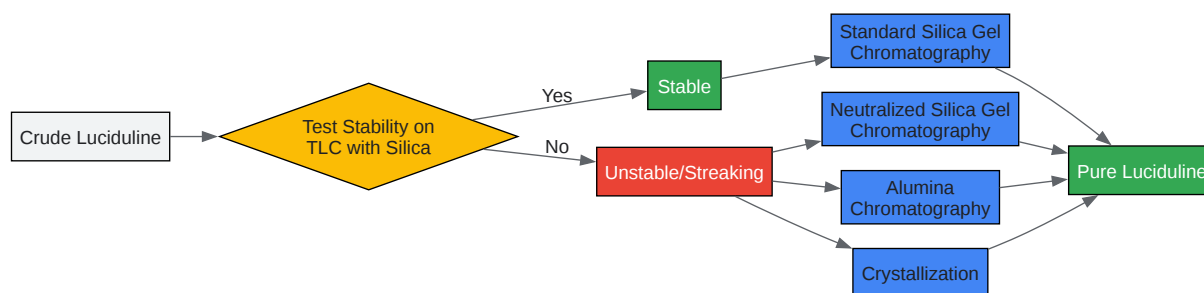 Crude Luciduline
Test Stability on
TLC with Silica
Yes
No
Stable
Unstable/Streaking
Standard Silica Gel
Chromatography
Neutralized Silica Gel
Chromatography
Alumina
Chromatography
Crystallization
Pure Luciduline